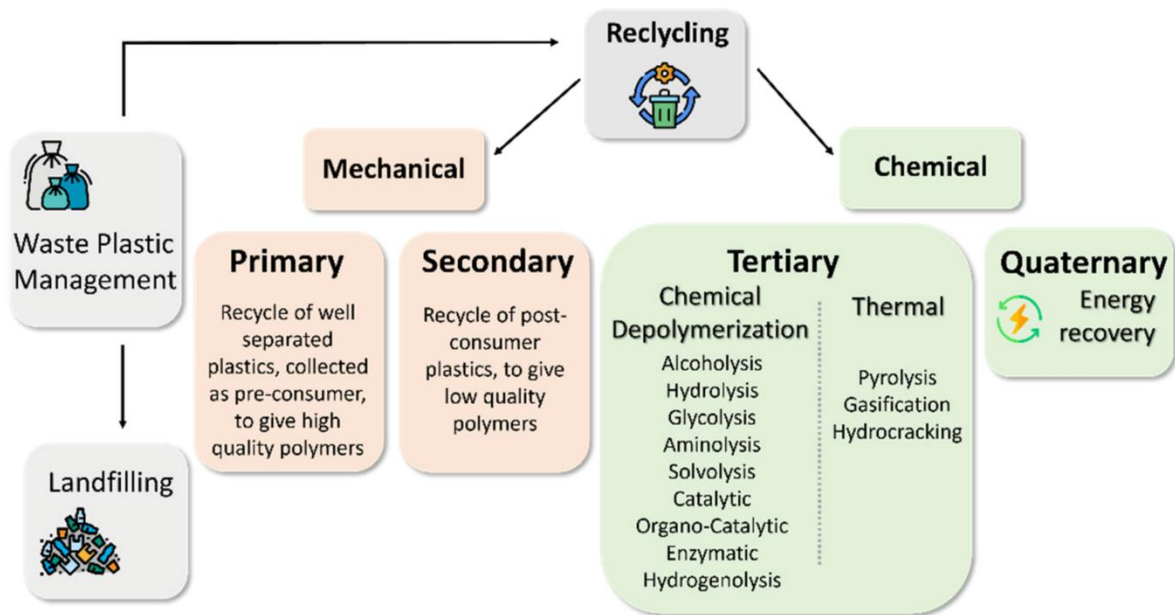 Reclycing
Mechanical
Chemical
Waste Plastic
Management
Landfilling
Primary
Recycle of well
separated
plastics, collected
as pre-consumer,
to give high
quality polymers
Secondary
Recycle of post-
consumer
plastics, to give
low quality
polymers
Tertiary
Chemical
Depolymerization
Alcoholysis
Hydrolysis
Glycolysis
Aminolysis
Solvolysis
Catalytic
Organo-Catalytic
Enzymatic
Hydrogenolysis
Thermal
Pyrolysis
Gasification
Hydrocracking
Quaternary
Energy
recovery